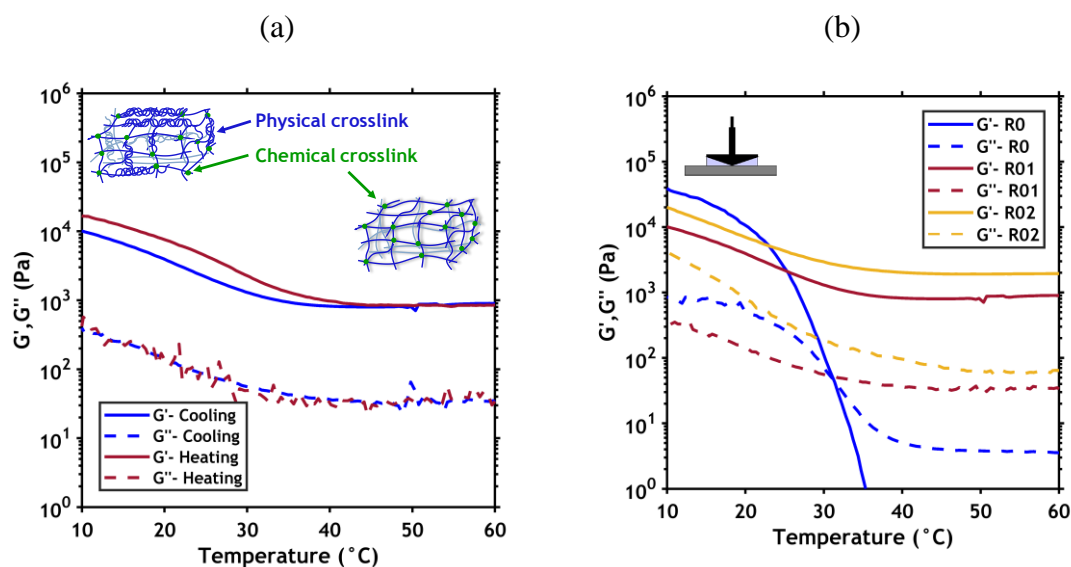 (a)
10⁶
10⁵
10⁴
10³
10²
10¹
10⁰
G',G'' (Pa)
Physical crosslink
Chemical crosslink
G'- Cooling
G''- Cooling
G'- Heating
G''- Heating
10 20 30 40 50 60
Temperature (˚C)
(b)
10⁶
10⁵
10⁴
10³
10²
10¹
10⁰
G',G'' (Pa)
G'- R0
G''- R0
G'- R01
G''- R01
G'- R02
G''- R02
10 20 30 40 50 60
Temperature (˚C)